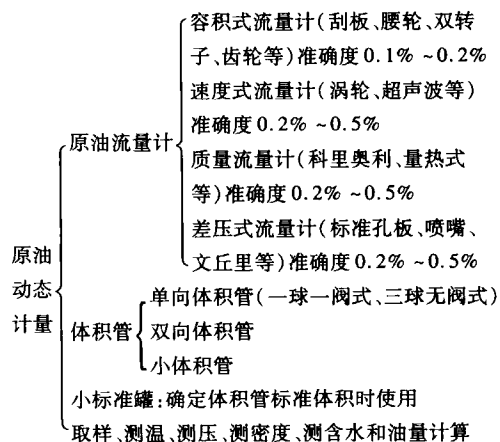 容积式流量计(刮板、腰轮、双转
子、齿轮等)准确度0.1%~0.2%
速度式流量计(涡轮、超声波等)
准确度0.2%~0.5%
原油流量计
质量流量计(科里奥利、量热式
等)准确度0.2%~0.5%
差压式流量计(标准孔板、喷嘴、
文丘里等)准确度0.2%~0.5%
原油
动态
计量
单向体积管(一球一阀式、三球无阀式)
体积管
双向体积管
小体积管
小标准罐:确定体积管标准体积时使用
取样、测温、测压、测密度、测含水和油量计算